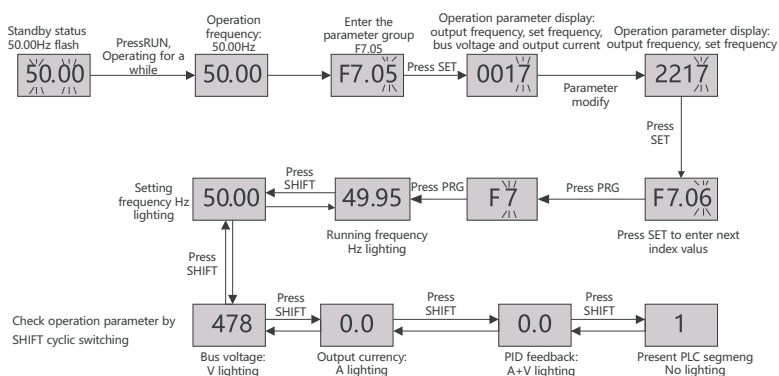 Standby status
50.00Hz flash
50.00
PressRUN,
Operating for a
while
Operation
frequency:
50.00Hz
50.00
Enter the
parameter group
F7.05
F7.05
Press SET
Operation parameter display:
output frequency, set frequency,
bus voltage and output current
0017
Parameter
modify
Operation parameter display:
output frequency, set frequency
2217
Press
SET
F7.06
Press SET to enter next
index valus
Press PRG
F 7
Press PRG
49.95
Running frequency
Hz lighting
Press
SHIFT
50.00
Setting
frequency Hz
lighting
Press
SHIFT
Check operation parameter by
SHIFT cyclic switching
478
Bus voltage:
V lighting
Press
SHIFT
0.0
Output currency:
A lighting
Press
SHIFT
0.0
PID feedback:
A+V lighting
Press
SHIFT
1
Present PLC segmeng
No lighting